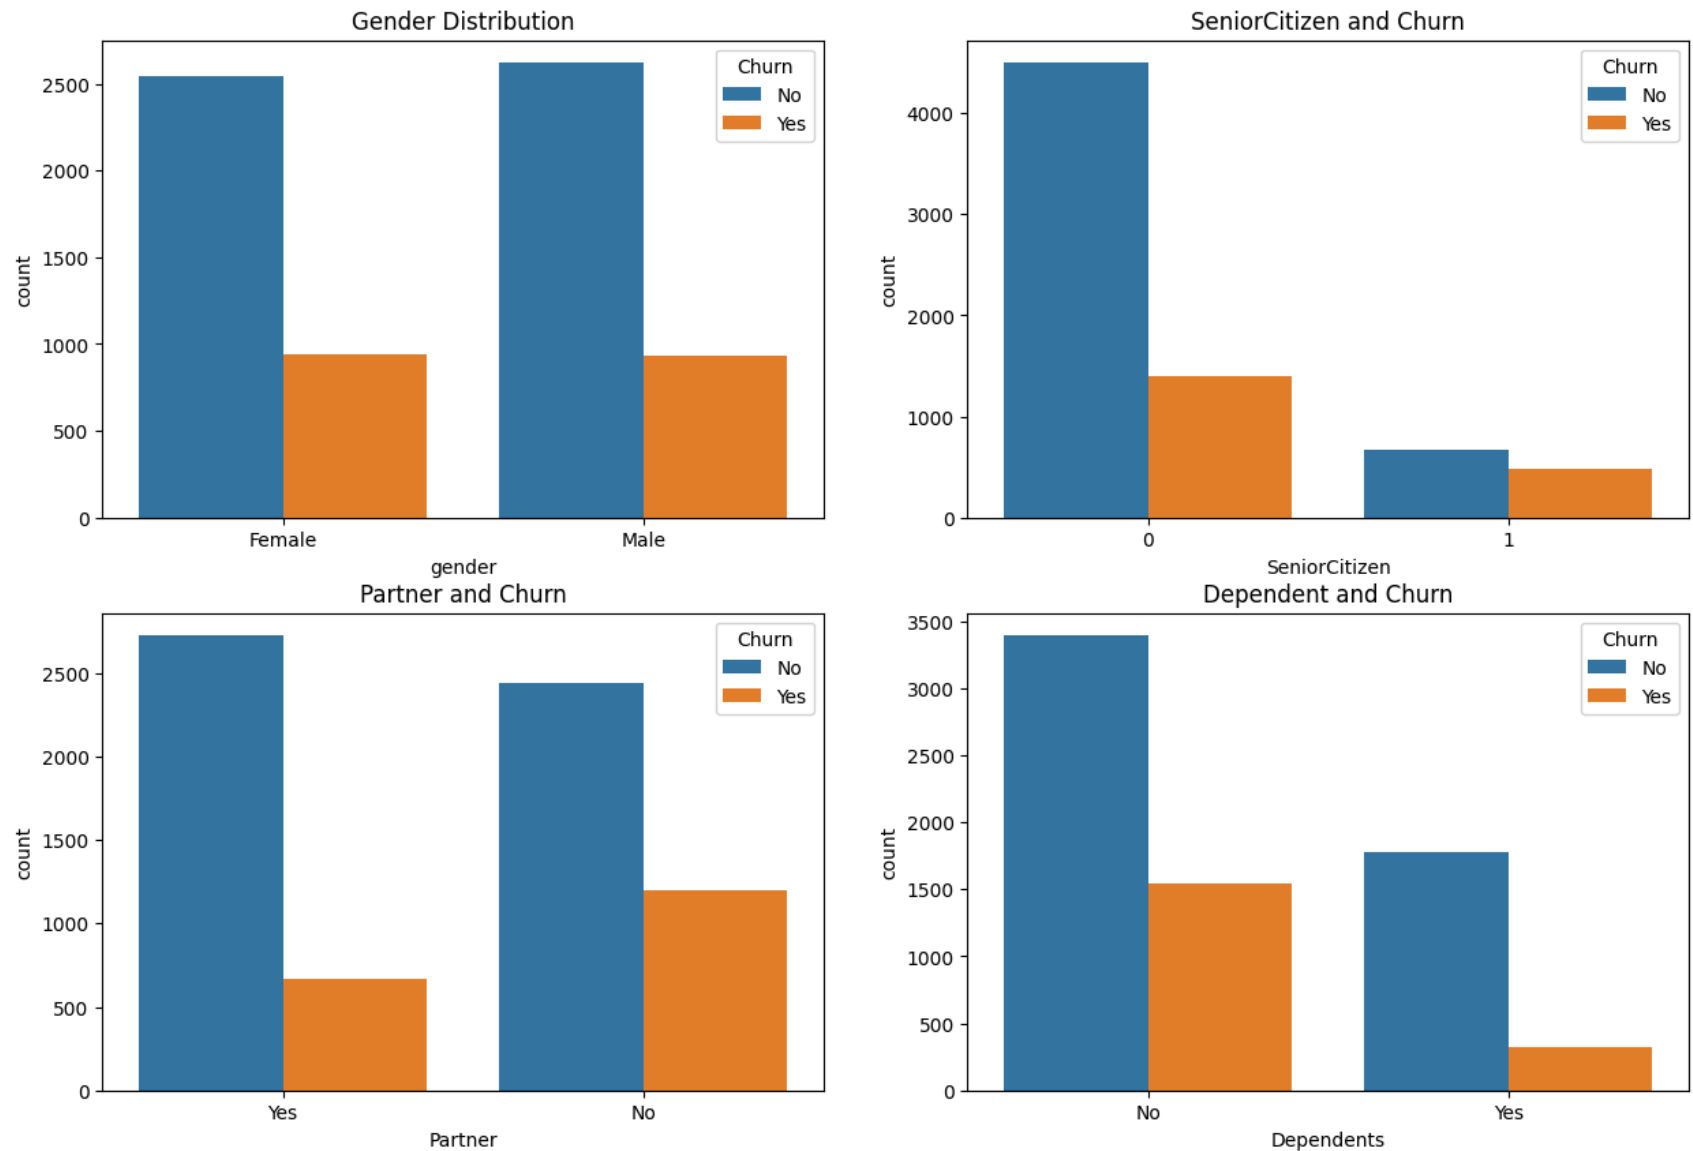 Gender Distribution
Churn
No
Yes
2500
2000
1500
1000
500
0
count
Female
Male
gender
SeniorCitizen and Churn
Churn
No
Yes
4000
3000
2000
1000
0
count
0
1
SeniorCitizen
Partner and Churn
Churn
No
Yes
2500
2000
1500
1000
500
0
count
Yes
No
Partner
Dependent and Churn
Churn
No
Yes
3500
3000
2500
2000
1500
1000
500
0
count
No
Yes
Dependents